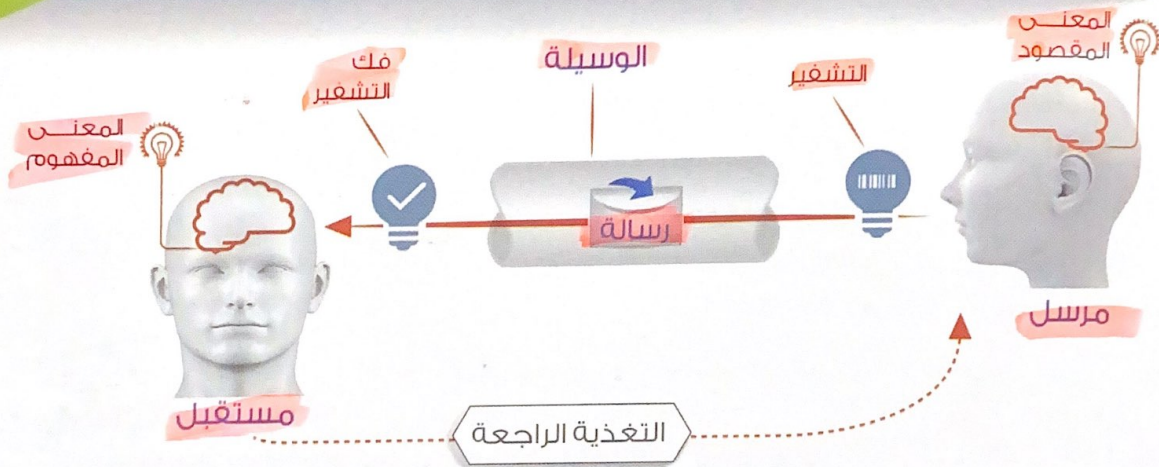 المعنى
المقصود
التشفير
الوسيلة
فك
التشفير
المعنى
المفهوم
رسالة
مرسل
مستقبل
التغذية الراجعة